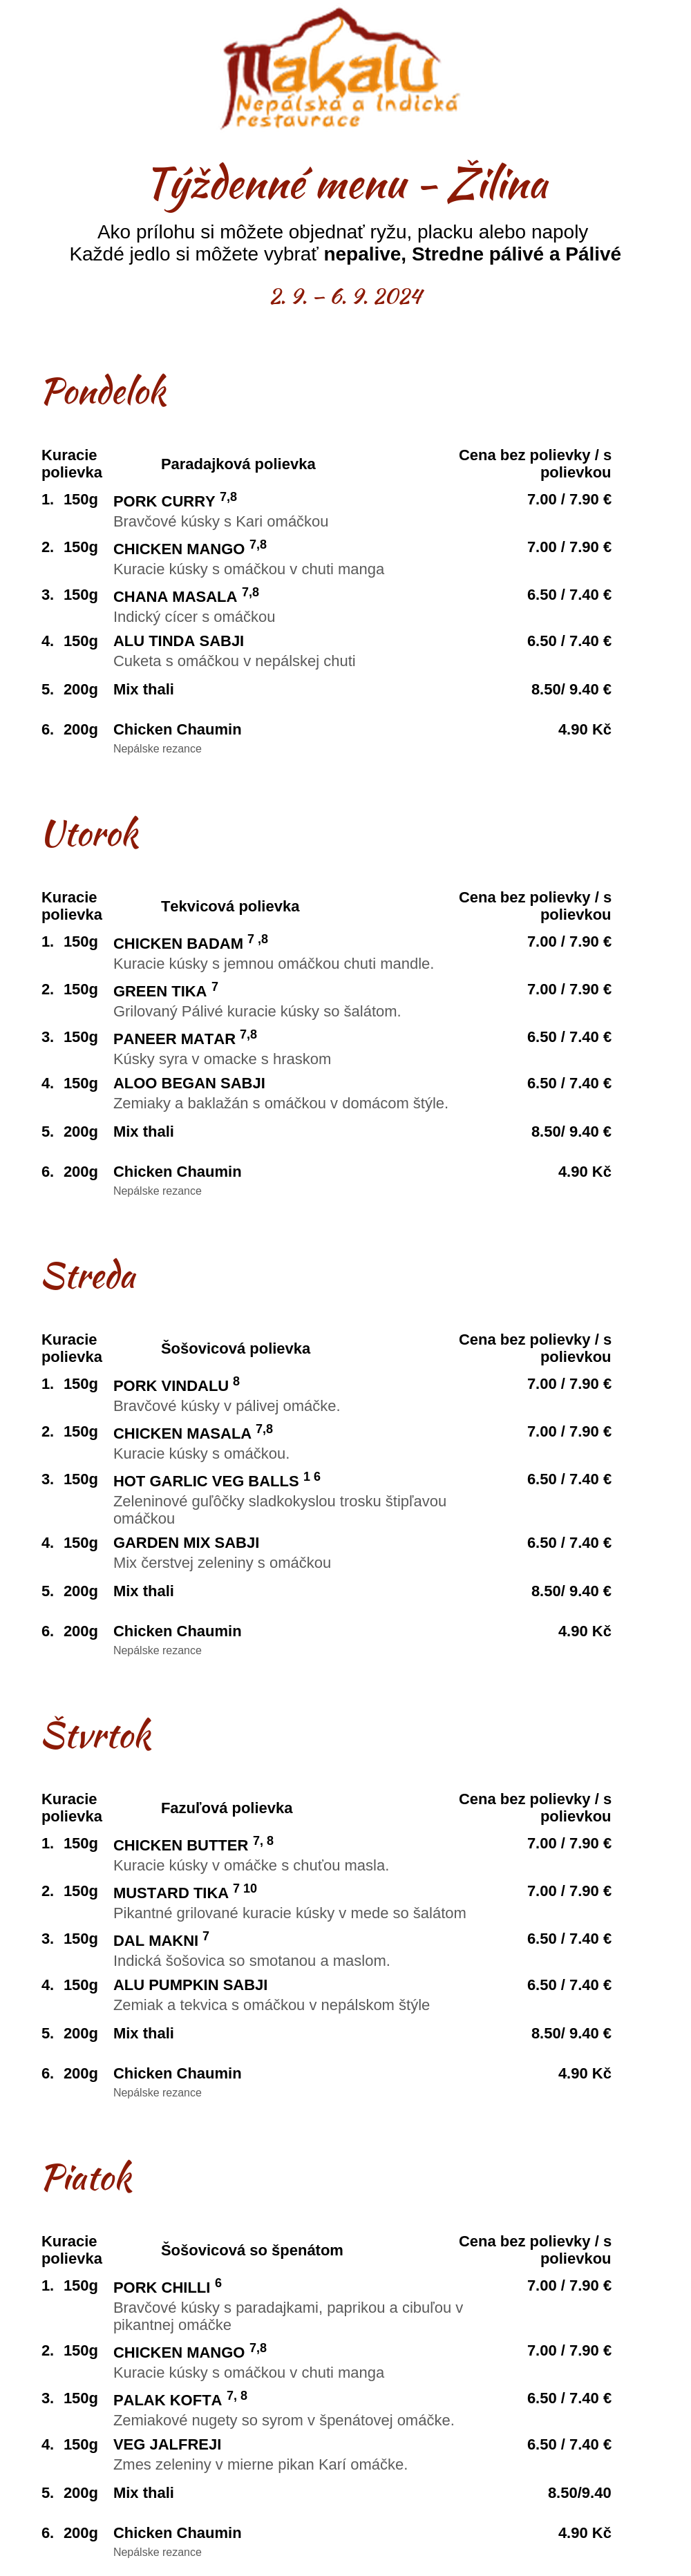 Makalu
Nepálská a Indická
restaurace
Týždenné menu - Žilina
Ako prílohu si môžete objednať ryžu, placku alebo napoly
Každé jedlo si môžete vybrať nepalive, Stredne pálivé a Pálivé
2. 9. – 6. 9. 2024
Pondelok
Kuracie polievka Paradajková polievka Cena bez polievky / s polievkou
1. 150g PORK CURRY 7,8 7.00 / 7.90 €
Bravčové kúsky s Kari omáčkou
2. 150g CHICKEN MANGO 7,8 7.00 / 7.90 €
Kuracie kúsky s omáčkou v chuti manga
3. 150g CHANA MASALA 7,8 6.50 / 7.40 €
Indický cícer s omáčkou
4. 150g ALU TINDA SABJI 6.50 / 7.40 €
Cuketa s omáčkou v nepálskej chuti
5. 200g Mix thali 8.50/ 9.40 €
6. 200g Chicken Chaumin 4.90 Kč
Nepálske rezance
Utorok
Kuracie polievka Tekvicová polievka Cena bez polievky / s polievkou
1. 150g CHICKEN BADAM 7 ,8 7.00 / 7.90 €
Kuracie kúsky s jemnou omáčkou chuti mandle.
2. 150g GREEN TIKA 7 7.00 / 7.90 €
Grilovaný Pálivé kuracie kúsky so šalátom.
3. 150g PANEER MATAR 7,8 6.50 / 7.40 €
Kúsky syra v omacke s hraskom
4. 150g ALOO BEGAN SABJI 6.50 / 7.40 €
Zemiaky a baklažán s omáčkou v domácom štýle.
5. 200g Mix thali 8.50/ 9.40 €
6. 200g Chicken Chaumin 4.90 Kč
Nepálske rezance
Streda
Kuracie polievka Šošovicová polievka Cena bez polievky / s polievkou
1. 150g PORK VINDALU 8 7.00 / 7.90 €
Bravčové kúsky v pálivej omáčke.
2. 150g CHICKEN MASALA 7,8 7.00 / 7.90 €
Kuracie kúsky s omáčkou.
3. 150g HOT GARLIC VEG BALLS 1 6 6.50 / 7.40 €
Zeleninové guľôčky sladkokyslou trosku štipľavou
omáčkou
4. 150g GARDEN MIX SABJI 6.50 / 7.40 €
Mix čerstvej zeleniny s omáčkou
5. 200g Mix thali 8.50/ 9.40 €
6. 200g Chicken Chaumin 4.90 Kč
Nepálske rezance
Štvrtok
Kuracie polievka Fazuľová polievka Cena bez polievky / s polievkou
1. 150g CHICKEN BUTTER 7, 8 7.00 / 7.90 €
Kuracie kúsky v omáčke s chuťou masla.
2. 150g MUSTARD TIKA 7 10 7.00 / 7.90 €
Pikantné grilované kuracie kúsky v mede so šalátom
3. 150g DAL MAKNI 7 6.50 / 7.40 €
Indická šošovica so smotanou a maslom.
4. 150g ALU PUMPKIN SABJI 6.50 / 7.40 €
Zemiak a tekvica s omáčkou v nepálskom štýle
5. 200g Mix thali 8.50/ 9.40 €
6. 200g Chicken Chaumin 4.90 Kč
Nepálske rezance
Piatok
Kuracie polievka Šošovicová so špenátom Cena bez polievky / s polievkou
1. 150g PORK CHILLI 6 7.00 / 7.90 €
Bravčové kúsky s paradajkami, paprikou a cibuľou v
pikantnej omáčke
2. 150g CHICKEN MANGO 7,8 7.00 / 7.90 €
Kuracie kúsky s omáčkou v chuti manga
3. 150g PALAK KOFTA 7, 8 6.50 / 7.40 €
Zemiakové nugety so syrom v špenátovej omáčke.
4. 150g VEG JALFREJI 6.50 / 7.40 €
Zmes zeleniny v mierne pikan Karí omáčke.
5. 200g Mix thali 8.50/9.40
6. 200g Chicken Chaumin 4.90 Kč
Nepálske rezance